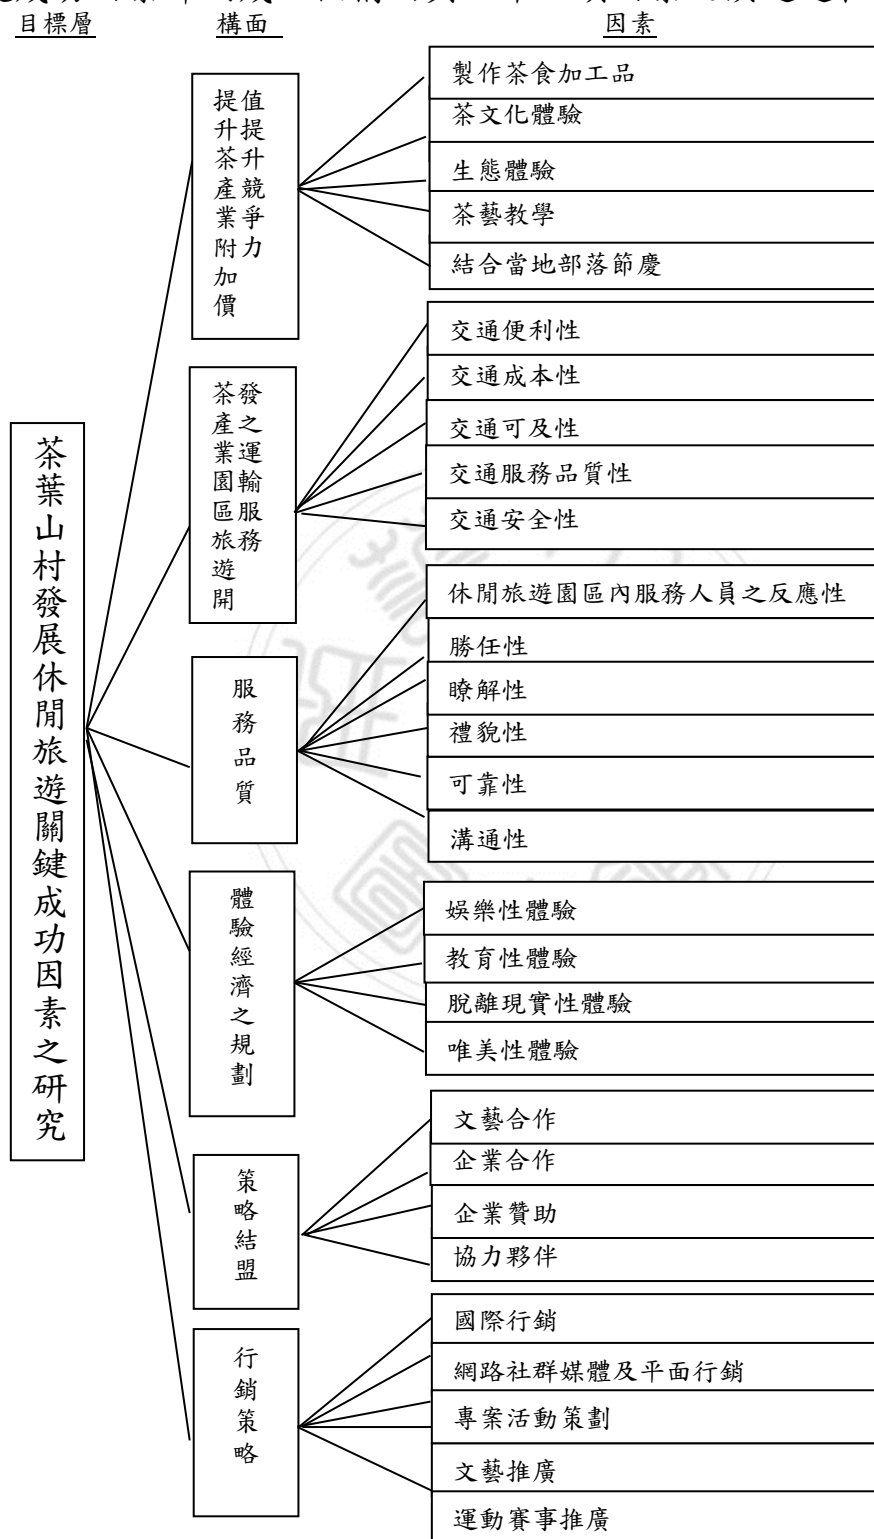 目標層
構面
因素
茶葉山村發展休閒旅遊關鍵成功因素之研究
提升茶產業附加價
值提升競爭力
製作茶食加工品
茶文化體驗
生態體驗
茶藝教學
結合當地部落節慶
茶產業園區旅遊開
發之運輸服務
交通便利性
交通成本性
交通可及性
交通服務品質性
交通安全性
服務品質
休閒旅遊園區內服務人員之反應性
勝任性
瞭解性
禮貌性
可靠性
溝通性
體驗經濟之規劃
娛樂性體驗
教育性體驗
脫離現實性體驗
唯美性體驗
策略結盟
文藝合作
企業合作
企業贊助
協力夥伴
行銷策略
國際行銷
網路社群媒體及平面行銷
專案活動策劃
文藝推廣
運動賽事推廣